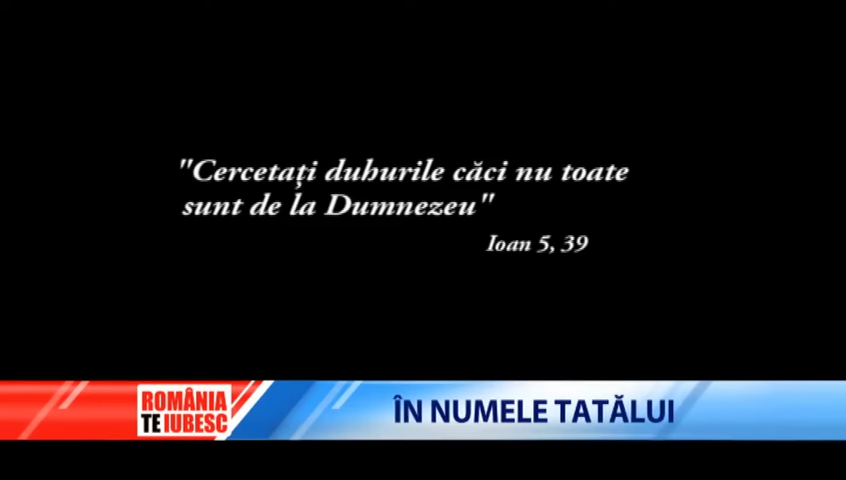 "Cercetați duhurile căci nu toate
sunt de la Dumnezeu"
Ioan 5, 39
ROMÂNIA
TE IUBESC
ÎN NUMELE TATĂLUI